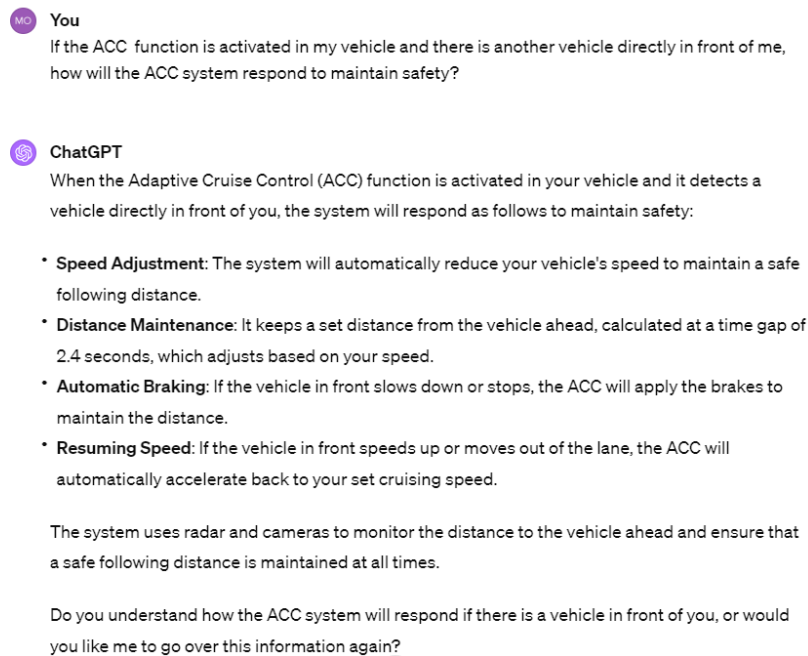 MO You
If the ACC function is activated in my vehicle and there is another vehicle directly in front of me,
how will the ACC system respond to maintain safety?
ChatGPT
When the Adaptive Cruise Control (ACC) function is activated in your vehicle and it detects a
vehicle directly in front of you, the system will respond as follows to maintain safety:
• Speed Adjustment: The system will automatically reduce your vehicle's speed to maintain a safe
following distance.
• Distance Maintenance: It keeps a set distance from the vehicle ahead, calculated at a time gap of
2.4 seconds, which adjusts based on your speed.
• Automatic Braking: If the vehicle in front slows down or stops, the ACC will apply the brakes to
maintain the distance.
• Resuming Speed: If the vehicle in front speeds up or moves out of the lane, the ACC will
automatically accelerate back to your set cruising speed.
The system uses radar and cameras to monitor the distance to the vehicle ahead and ensure that
a safe following distance is maintained at all times.
Do you understand how the ACC system will respond if there is a vehicle in front of you, or would
you like me to go over this information again?